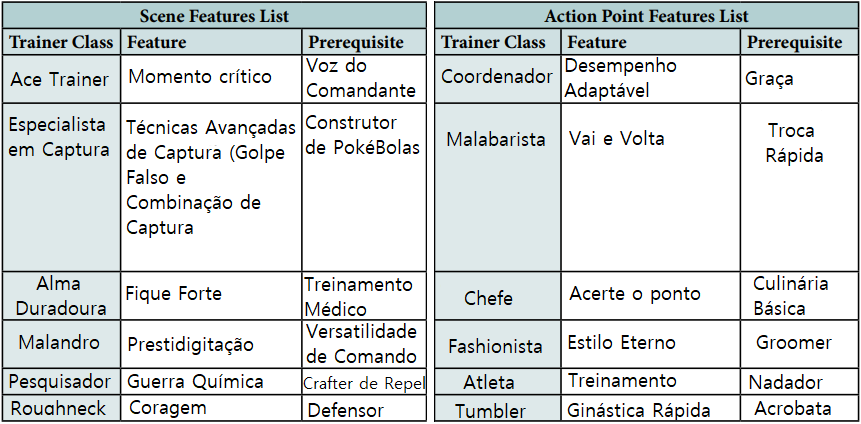 Scene Features List
Trainer Class Feature Prerequisite
Ace Trainer Momento crítico Voz do
Comandante
Especialista
em Captura
Técnicas Avançadas
de Captura (Golpe
Falso e
Combinação de
Captura
Construtor
de PokéBolas
Alma
Duradoura
Fique Forte
Treinamento
Médico
Malandro
Prestidigitação
Versatilidade
de Comando
Pesquisador Guerra Química Crafter de Repel
Roughneck Coragem Defensor
Action Point Features List
Trainer Class Feature Prerequisite
Coordenador
Desempenho
Adaptável
Graça
Malabarista
Vai e Volta
Troca
Rápida
Chefe
Acerte o ponto
Culinária
Básica
Fashionista Estilo Eterno Groomer
Atleta Treinamento Nadador
Tumbler Ginástica Rápida Acrobata